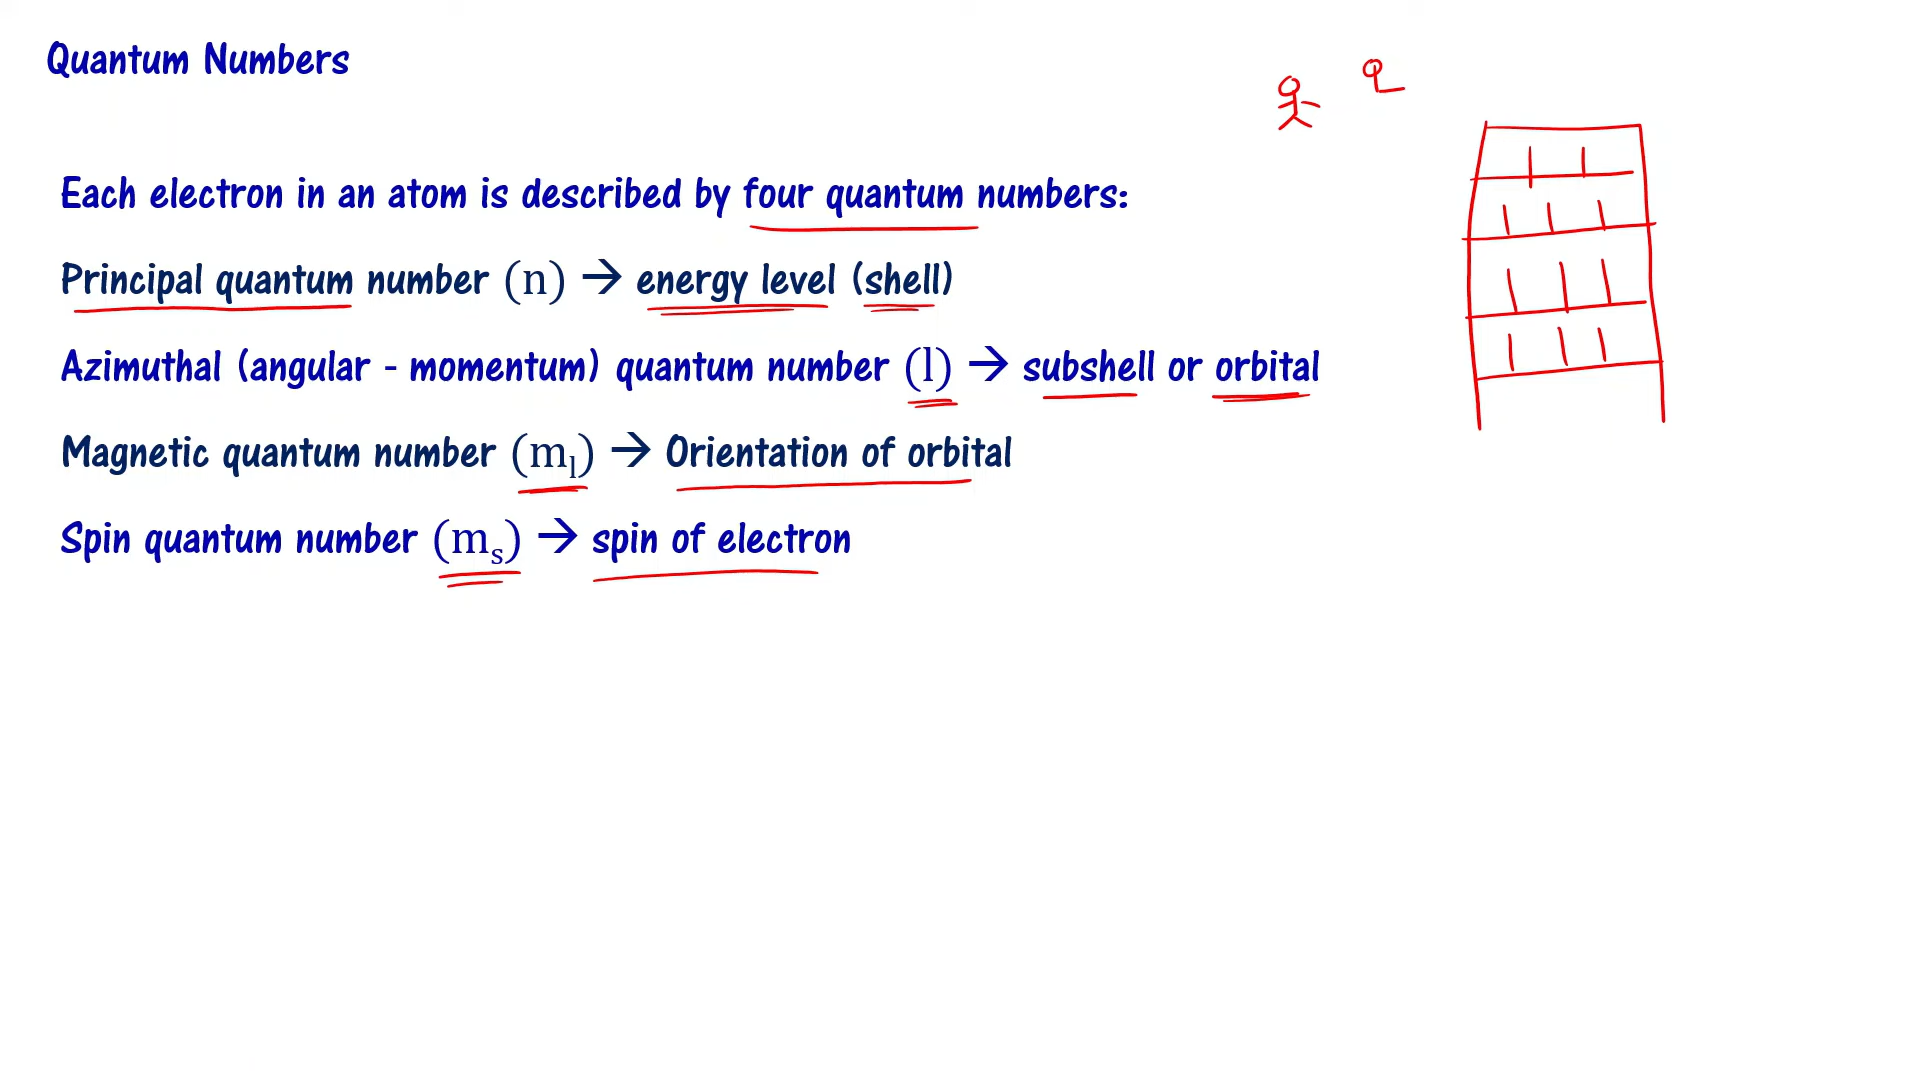 Quantum Numbers
Each electron in an atom is described by four quantum numbers:
Principal quantum number (n) → energy level (shell)
Azimuthal (angular - momentum) quantum number (l) → subshell or orbital
Magnetic quantum number (mₗ) → Orientation of orbital
Spin quantum number (mₛ) → spin of electron